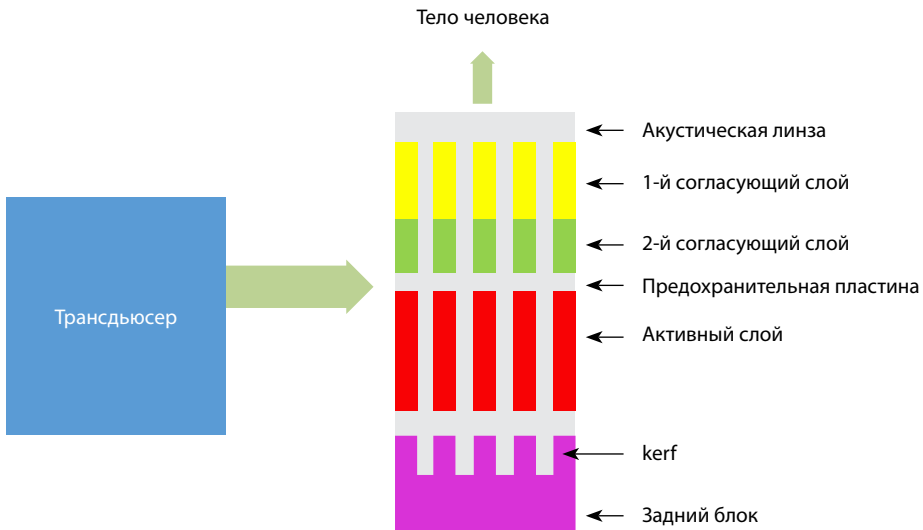 Тело человека
Акустическая линза
1-й согласующий слой
2-й согласующий слой
Предохранительная пластина
Трансдьюсер
Активный слой
kerf
Задний блок